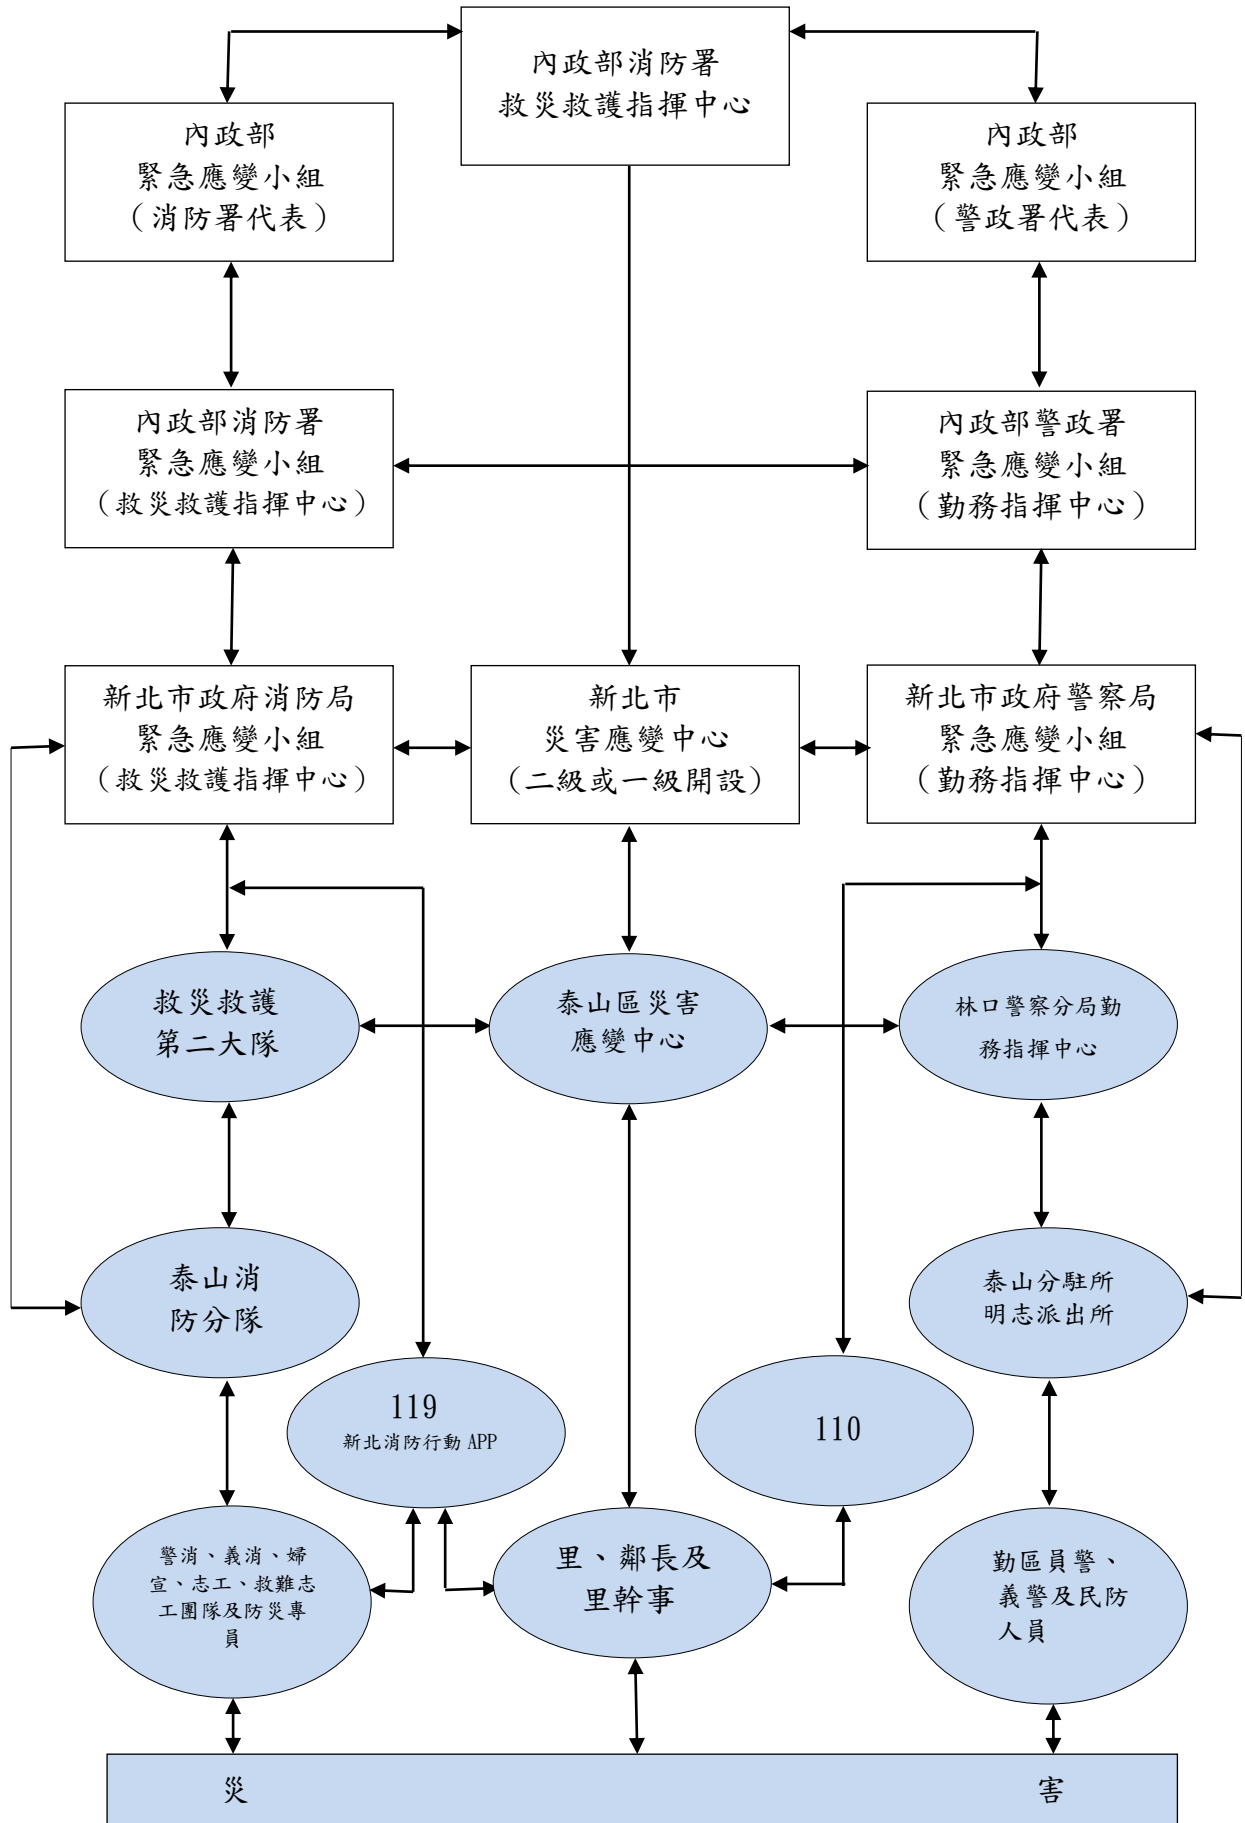 內政部消防署
救災救護指揮中心
內政部
緊急應變小組
（消防署代表）
內政部
緊急應變小組
（警政署代表）
內政部消防署
緊急應變小組
（救災救護指揮中心）
內政部警政署
緊急應變小組
（勤務指揮中心）
新北市政府消防局
緊急應變小組
（救災救護指揮中心）
新北市
災害應變中心
（二級或一級開設）
新北市政府警察局
緊急應變小組
（勤務指揮中心）
救災救護
第二大隊
泰山區災害
應變中心
林口警察分局勤
務指揮中心
泰山消
防分隊
泰山分駐所
明志派出所
119
新北消防行動 APP
110
警消、義消、婦
宣、志工、救難志
工團隊及防災專
員
里、鄰長及
里幹事
勤區員警、
義警及民防
人員
災 害